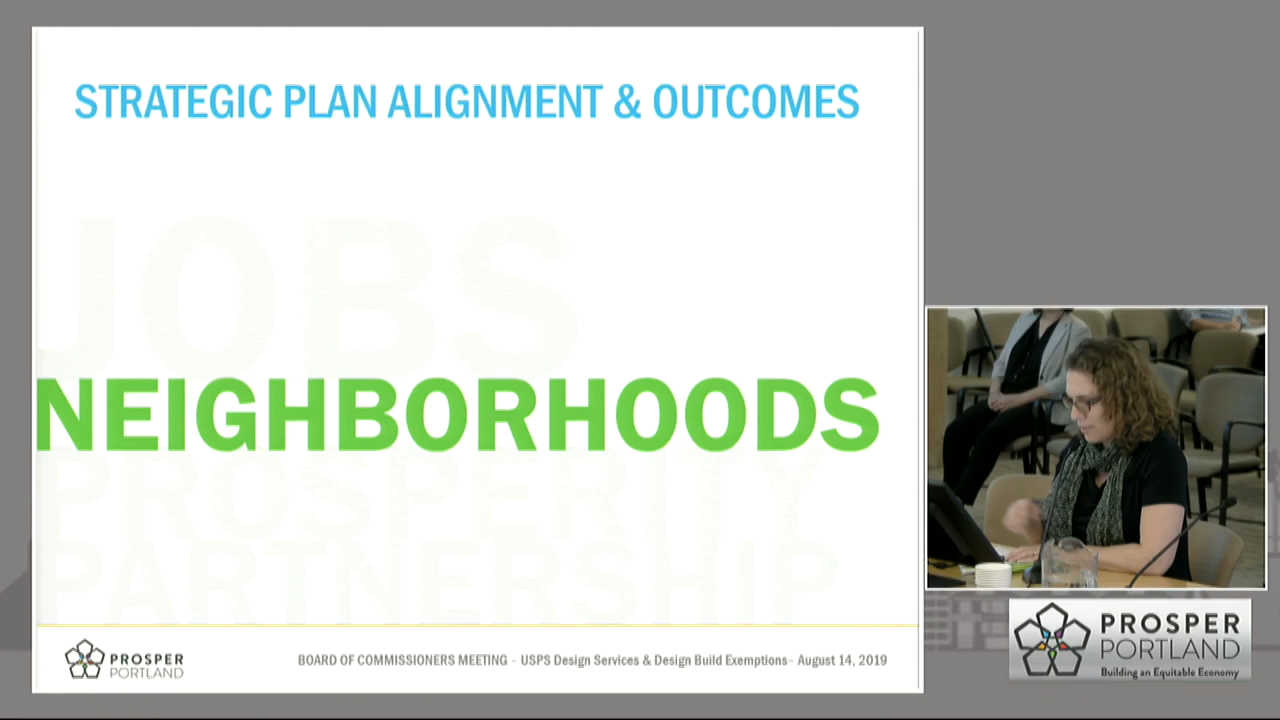 STRATEGIC PLAN ALIGNMENT & OUTCOMES
JOBS
NEIGHBORHOODS
PROSPERITY
PARTNERSHIP
PROSPER
PORTLAND
BOARD OF COMMISSIONERS MEETING - USPS Design Services & Design Build Exemptions- August 14, 2019
PROSPER
PORTLAND
Building an Equitable Economy